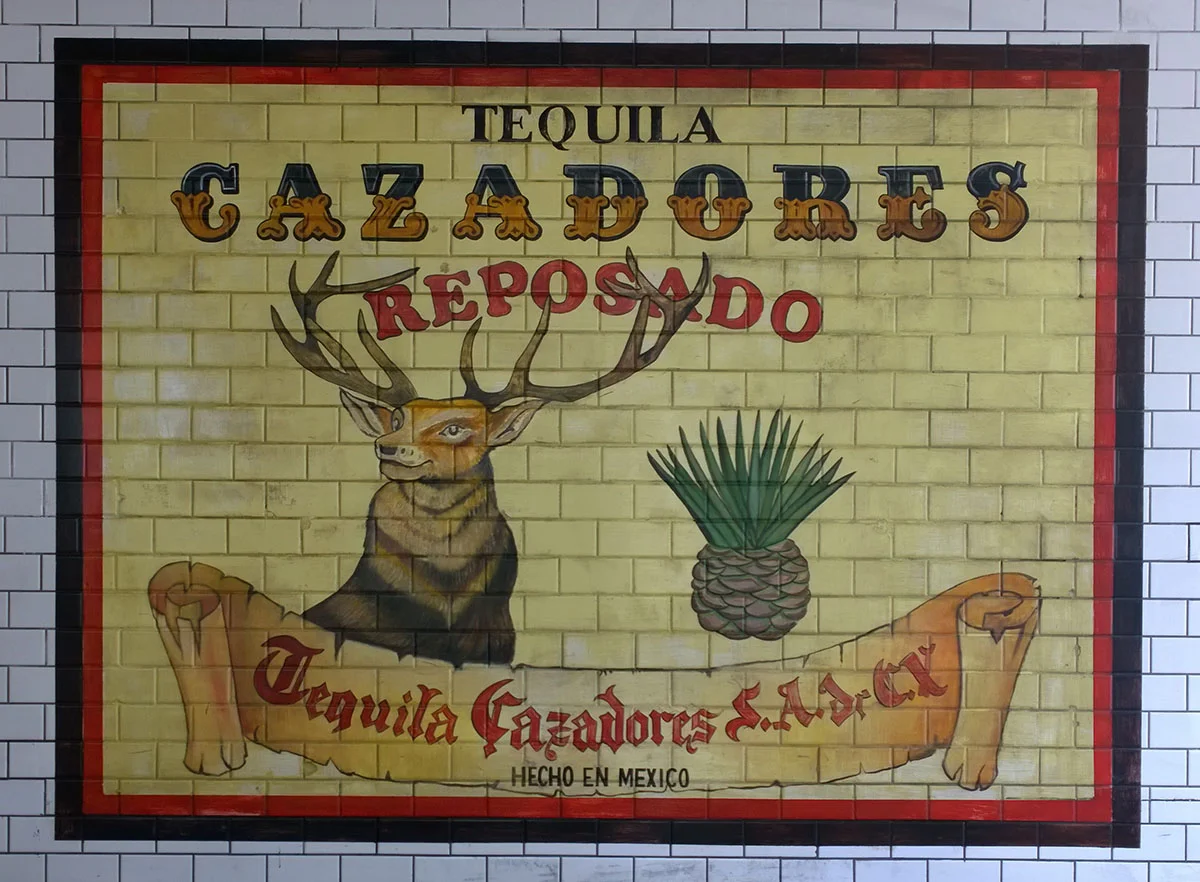 TEQUILA
CAZADORES
REPOSADO
Tequila Cazadores S.A. de C.V
HECHO EN MEXICO